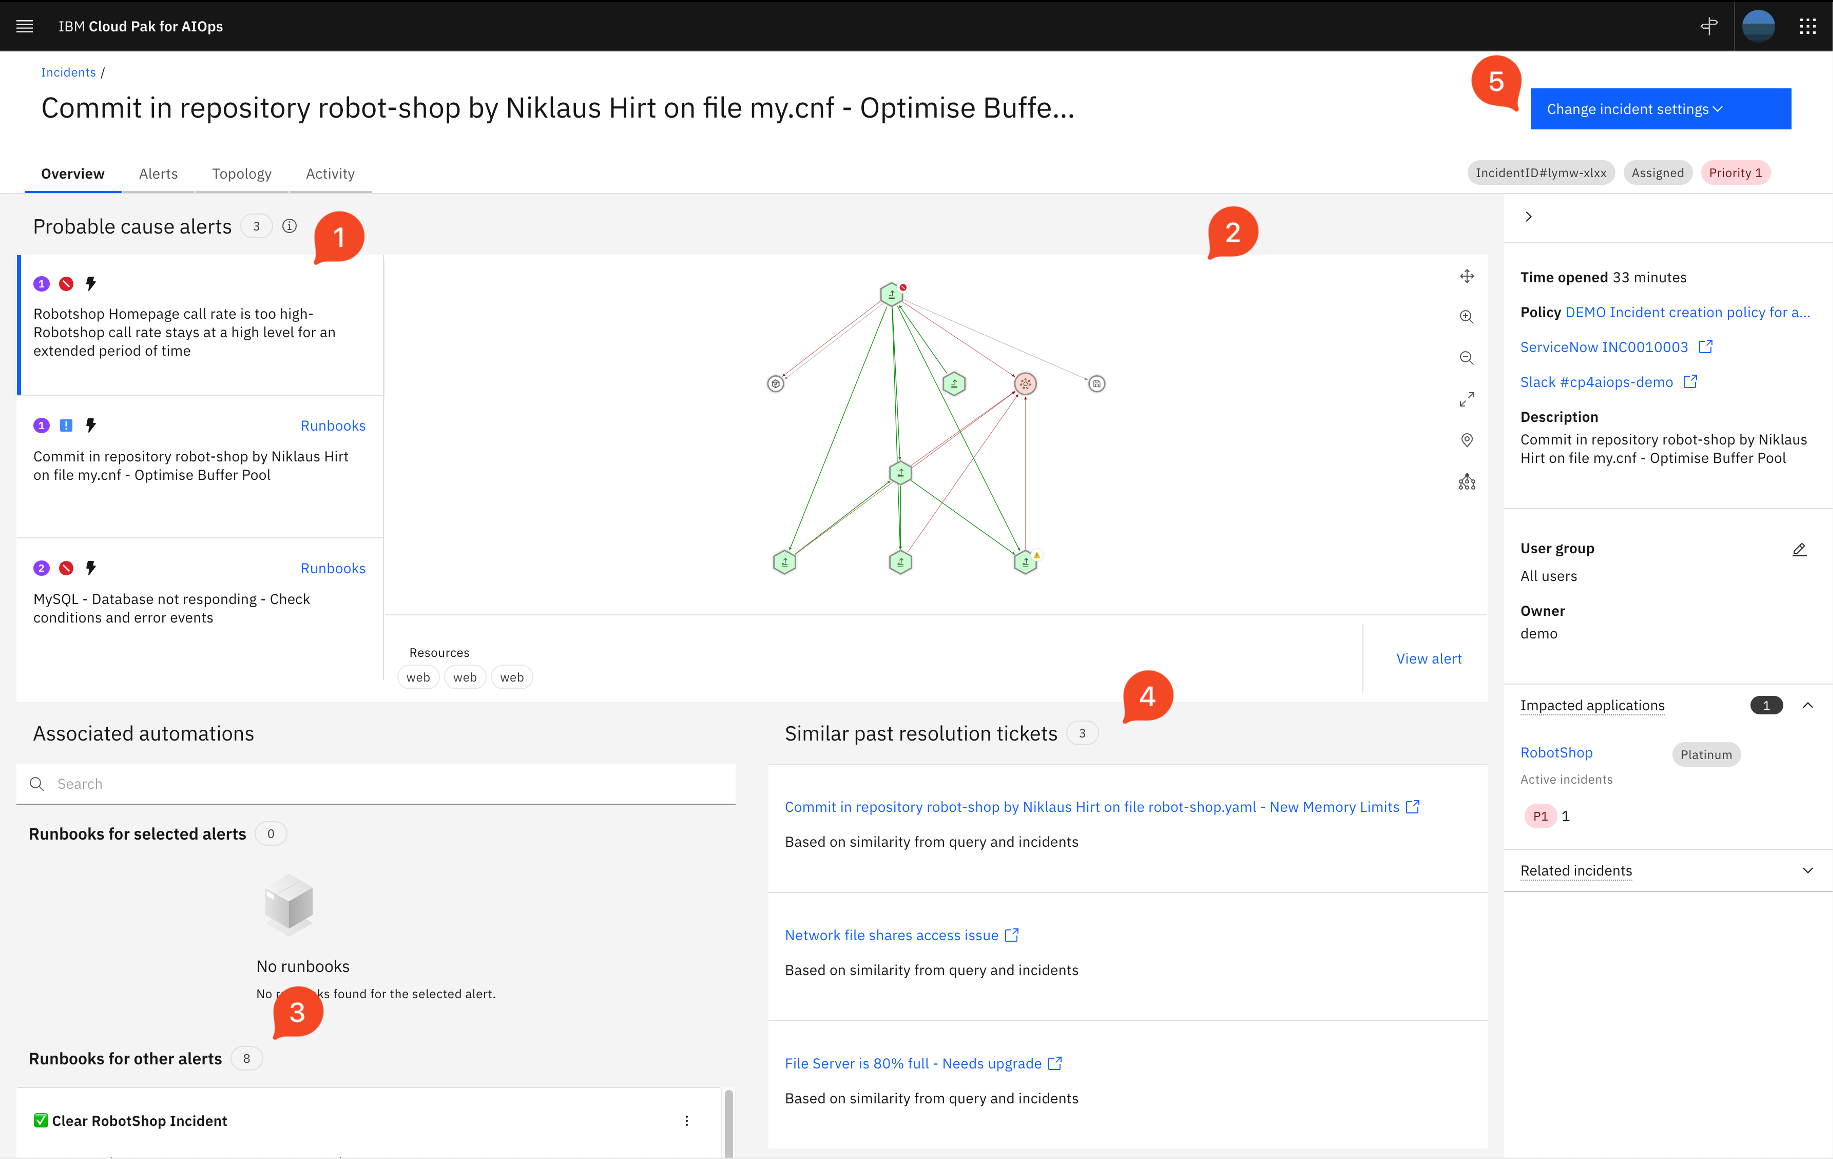 IBM Cloud Pak for AIOps
Incidents /
Commit in repository robot-shop by Niklaus Hirt on file my.cnf - Optimise Buffe...
5
Change incident settings
Overview
Alerts
Topology
Activity
IncidentID#lymw-xlxx
Assigned
Priority 1
Probable cause alerts
3
1
2
1
Robotshop Homepage call rate is too high-
Robotshop call rate stays at a high level for an
extended period of time
1
Runbooks
Commit in repository robot-shop by Niklaus Hirt
on file my.cnf - Optimise Buffer Pool
2
Runbooks
MySQL - Database not responding - Check
conditions and error events
Resources
web
web
web
View alert
4
Associated automations
Search
Runbooks for selected alerts
0
No runbooks
No r ks found for the selected alert.
3
Runbooks for other alerts
8
Clear RobotShop Incident
Similar past resolution tickets
3
Commit in repository robot-shop by Niklaus Hirt on file robot-shop.yaml - New Memory Limits
Based on similarity from query and incidents
Network file shares access issue
Based on similarity from query and incidents
File Server is 80% full - Needs upgrade
Based on similarity from query and incidents
Time opened 33 minutes
Policy DEMO Incident creation policy for a...
ServiceNow INC0010003
Slack #cp4aiops-demo
Description
Commit in repository robot-shop by Niklaus
Hirt on file my.cnf - Optimise Buffer Pool
User group
All users
Owner
demo
Impacted applications
1
RobotShop
Platinum
Active incidents
P1 1
Related incidents